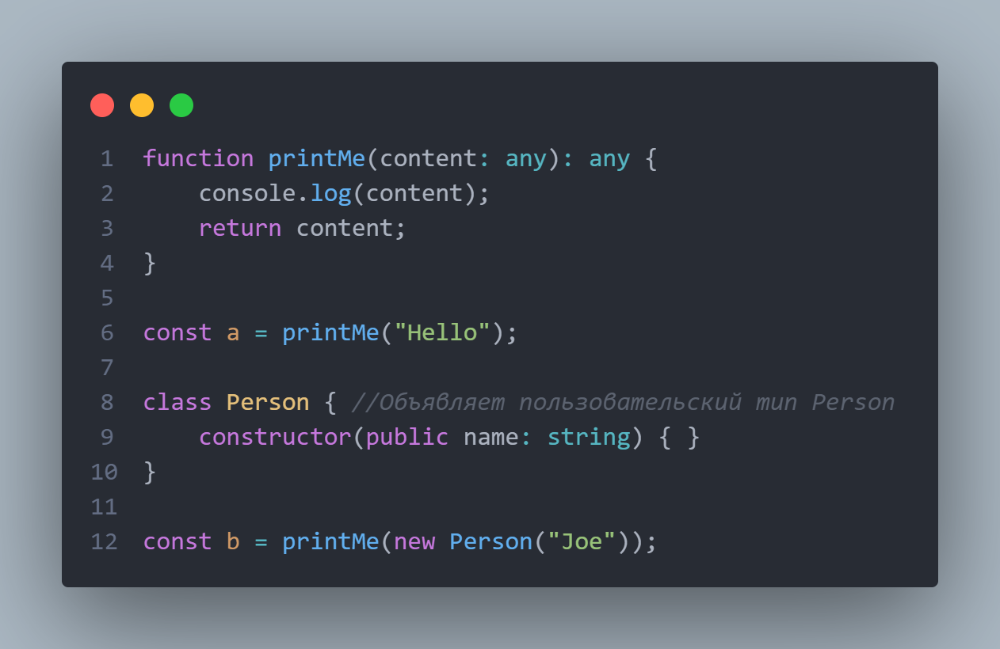 1 function printMe(content: any): any {
2     console.log(content);
3     return content;
4 }
5
6 const a = printMe("Hello");
7
8 class Person { //Объявляет пользовательский тип Person
9     constructor(public name: string) { }
10 }
11
12 const b = printMe(new Person("Joe"));